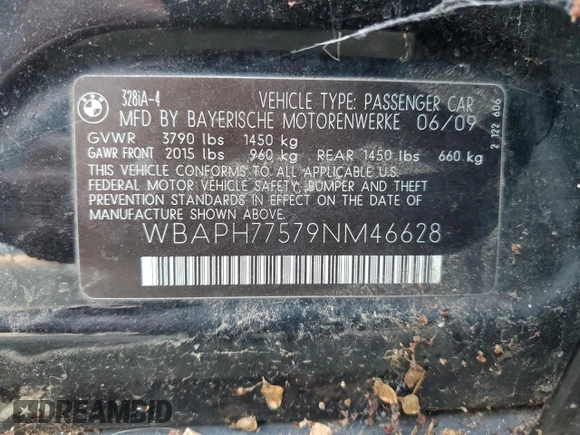 BMW
328iA-4 VEHICLE TYPE: PASSENGER CAR
MFD BY BAYERISCHE MOTORENWERKE 06/09
GVWR 3790 lbs 1450 kg
GAWR FRONT 2015 lbs 960 kg REAR 1450 lbs 660 kg
THIS VEHICLE CONFORMS TO ALL APPLICABLE U.S.
FEDERAL MOTOR VEHICLE SAFETY, BUMPER AND THEFT
PREVENTION STANDARDS IN EFFECT ON THE DATE OF
MANUFACTURE SHOWN ABOVE.
WBAPH77579NM46628
2 122 606
DREAMBID